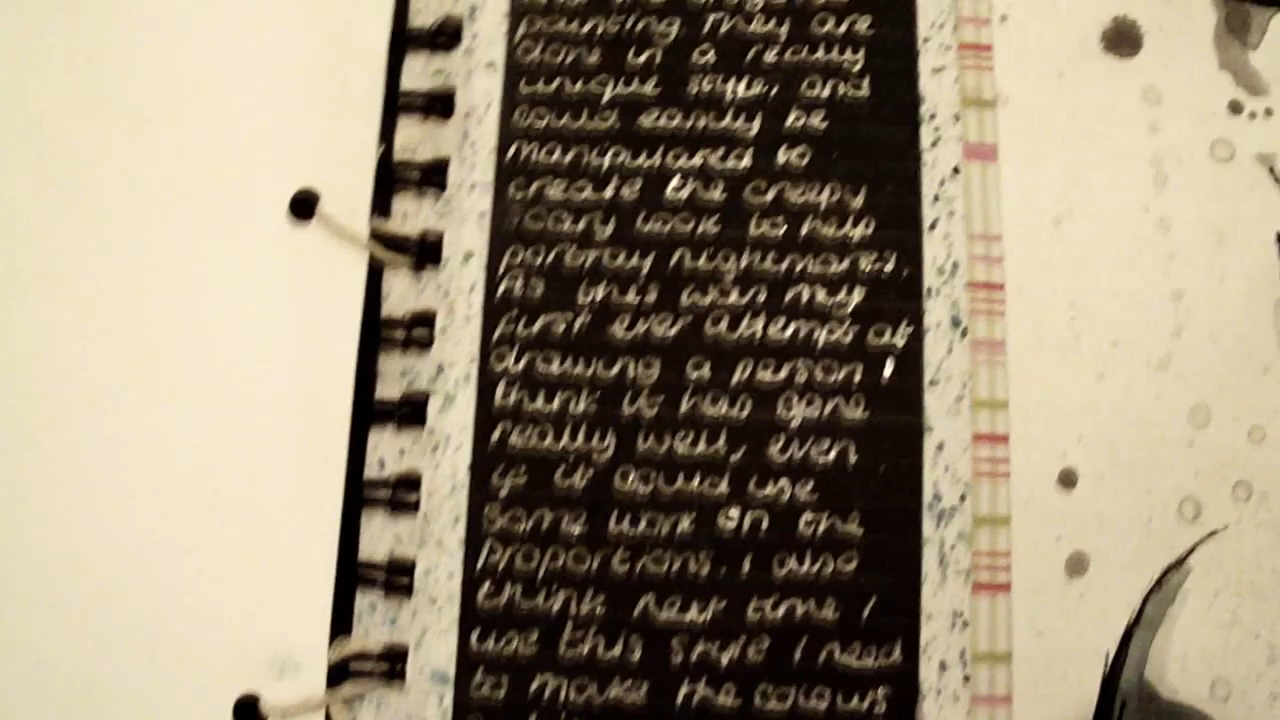 painting they are
done in a really
unique style, and
could easily be
manipulated to
create the creepy
scary look to help
portray nightmares.
As this was my
first ever attempt at
drawing a person I
think it has gone
really well, even
if it could use
some work on the
proportions. I also
think next time I
use this style I need
to make the colours